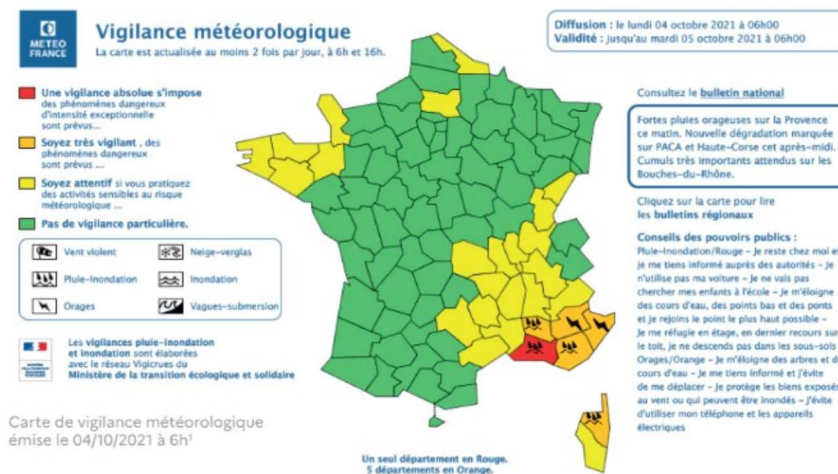 METEO
FRANCE
Vigilance météorologique
La carte est actualisée au moins 2 fois par jour, à 6h et 16h.
Diffusion : le lundi 04 octobre 2021 à 06h00
Validité : jusqu'au mardi 05 octobre 2021 à 06h00
Une vigilance absolue s'impose
des phénomènes dangereux
d'intensité exceptionnelle
sont prévus...
Soyez très vigilant , des
phénomènes dangereux
sont prévus ...
Soyez attentif si vous pratiquez
des activités sensibles au risque
météorologique ...
Pas de vigilance particulière.
Vent violent
Neige-verglas
Pluie-Inondation
Inondation
Orages
Vagues-submersion
Les vigilances pluie-inondation
et inondation sont élaborées
avec le réseau Vigicrues du
Ministère de la transition écologique et solidaire
Carte de vigilance météorologique
émise le 04/10/2021 à 6h¹
Un seul département en Rouge.
5 départements en Orange.
Consultez le bulletin national
Fortes pluies orageuses sur la Provence
ce matin. Nouvelle dégradation marquée
sur PACA et Haute-Corse cet après-midi.
Cumuls très importants attendus sur les
Bouches-du-Rhône.
Cliquez sur la carte pour lire
les bulletins régionaux
Conseils des pouvoirs publics :
Pluie-Inondation/Rouge - Je reste chez moi et
je me tiens informé auprès des autorités - Je
n'utilise pas ma voiture - Je ne vais pas
chercher mes enfants à l'école - Je m'éloigne
des cours d'eau, des points bas et des ponts
et je rejoins le point le plus haut possible -
Je me réfugie en étage, en dernier recours sur
le toit, je ne descends pas dans les sous-sols
Orages/Orange - Je m'éloigne des arbres et d
cours d'eau - Je me tiens informé et j'évite
de me déplacer - Je protège les biens exposés
au vent ou qui peuvent être inondés - J'évite
d'utiliser mon téléphone et les appareils
électriques